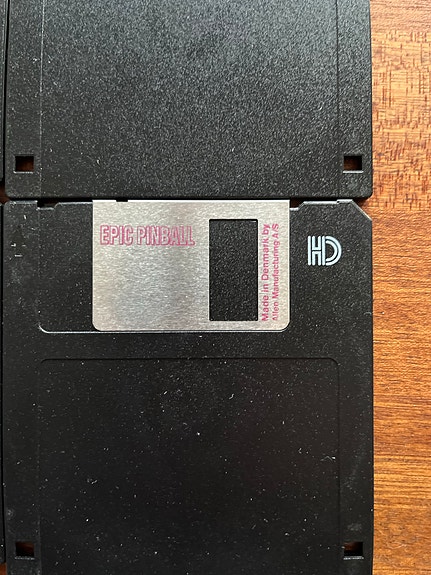 EPIC PINBALL
Made in Denmark by
Allen Manufacturing A/S
HD